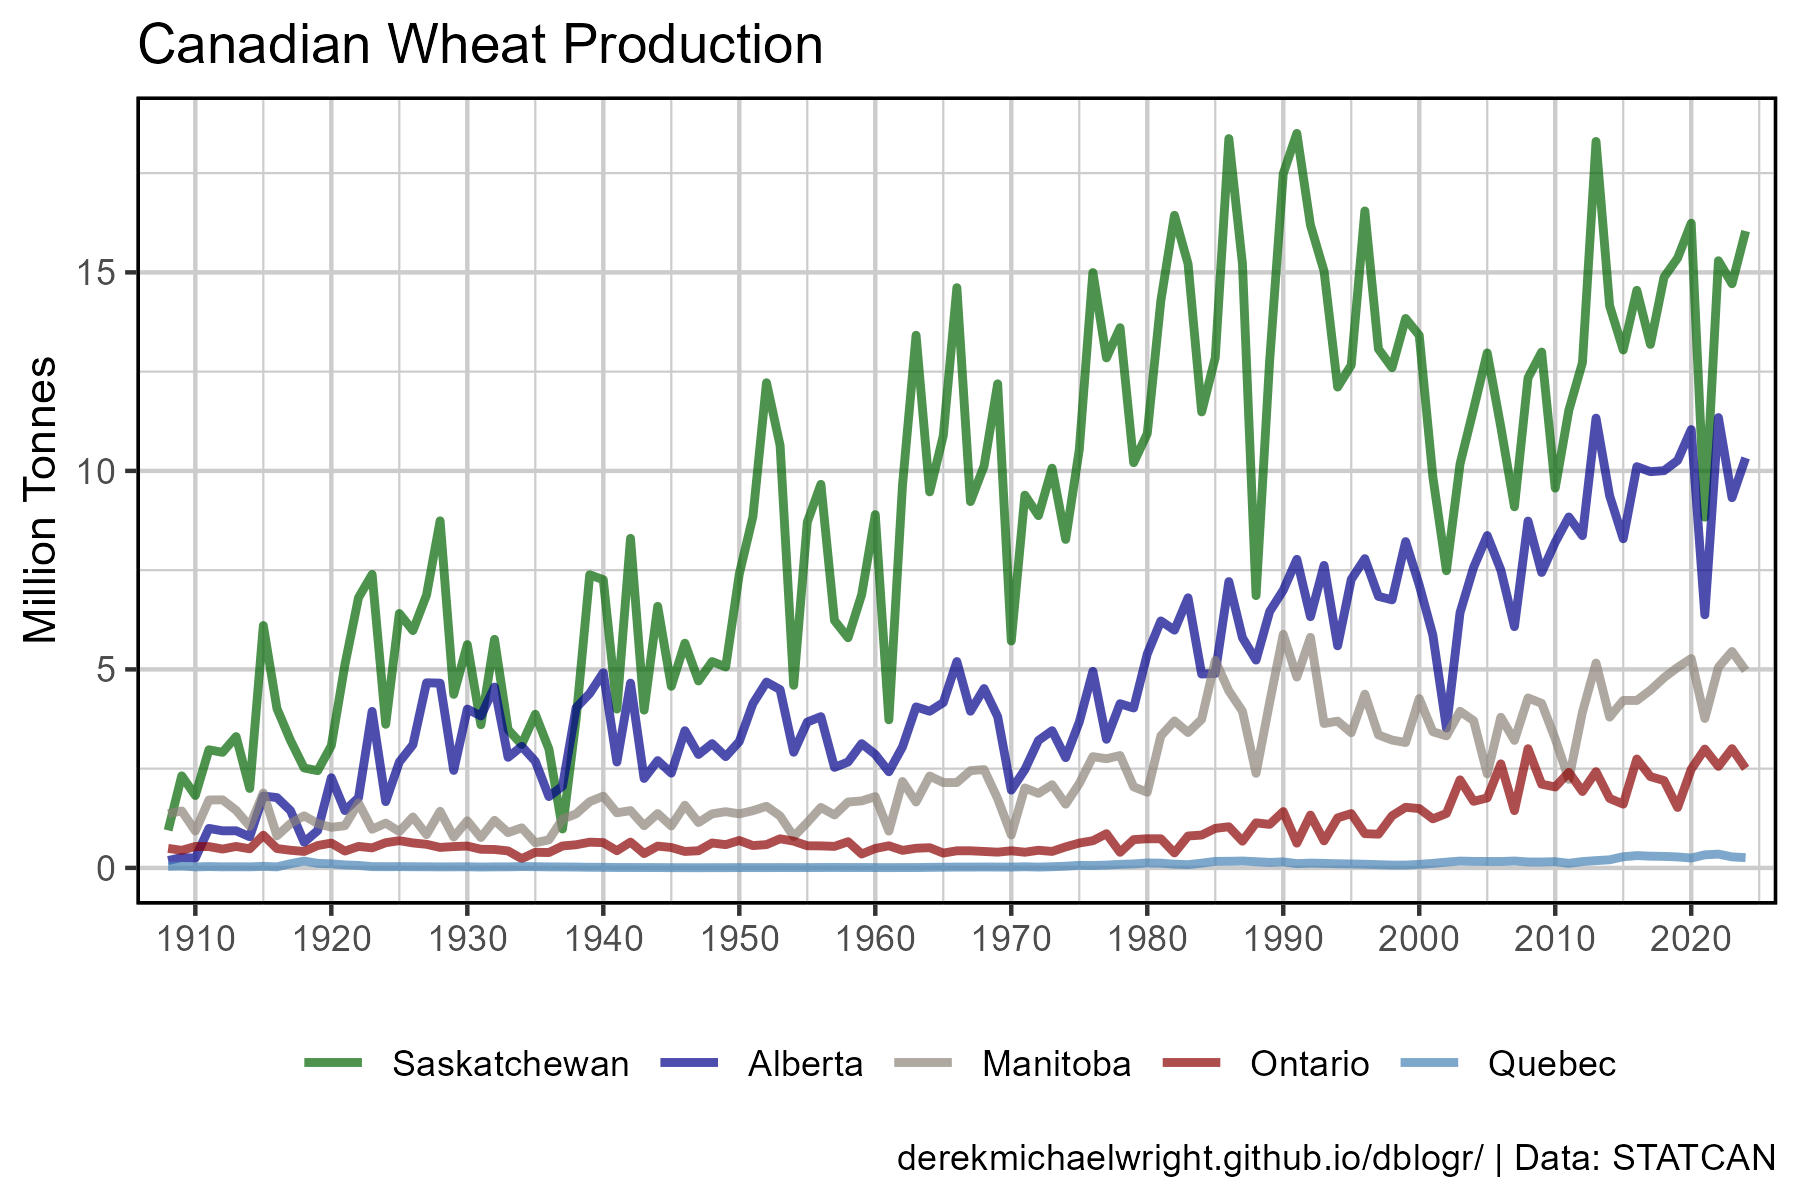 Canadian Wheat Production
Million Tonnes
15
10
5
0
1910 1920 1930 1940 1950 1960 1970 1980 1990 2000 2010 2020
Saskatchewan Alberta Manitoba Ontario Quebec
derekmichaelwright.github.io/dblogr/ | Data: STATCAN